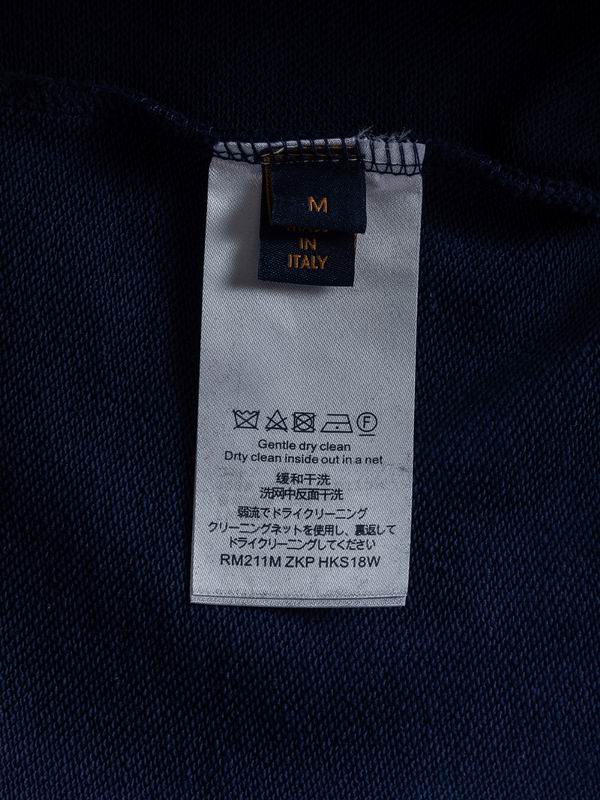 M
IN
ITALY
F
Gentle dry clean
Drty clean inside out in a net
缓和干洗
洗网中反面干洗
弱流でドライクリーニング
クリーニングネットを使用し、裏返して
ドライクリーニングしてください
RM211M ZKP HKS18W